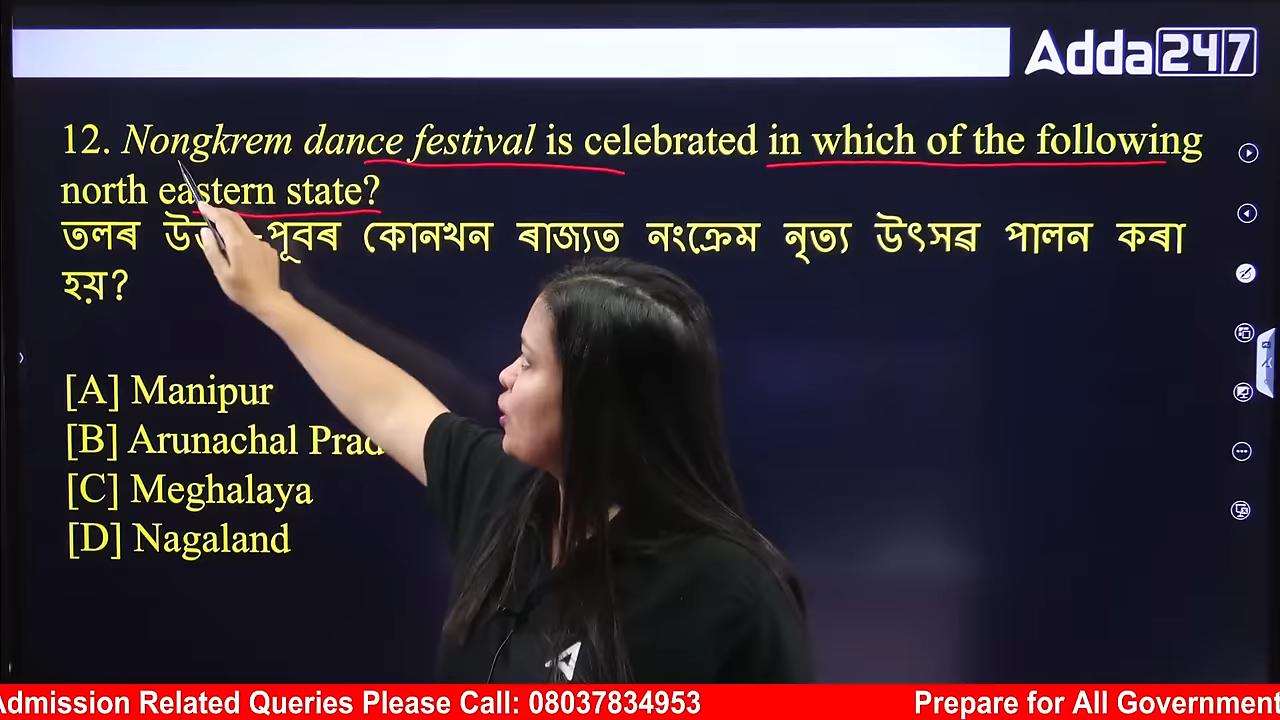 Adda247
12. Nongkrem dance festival is celebrated in which of the following
north eastern state?
তলৰ পূবৰ কোনখন ৰাজ্যত নংক্ৰেম নৃত্য উৎসৱ পালন কৰা
হয়?
[A] Manipur
[B] Arunachal
[C] Meghalaya
[D] Nagaland
Admission Related Queries Please Call: 08037834953 Prepare for All Government